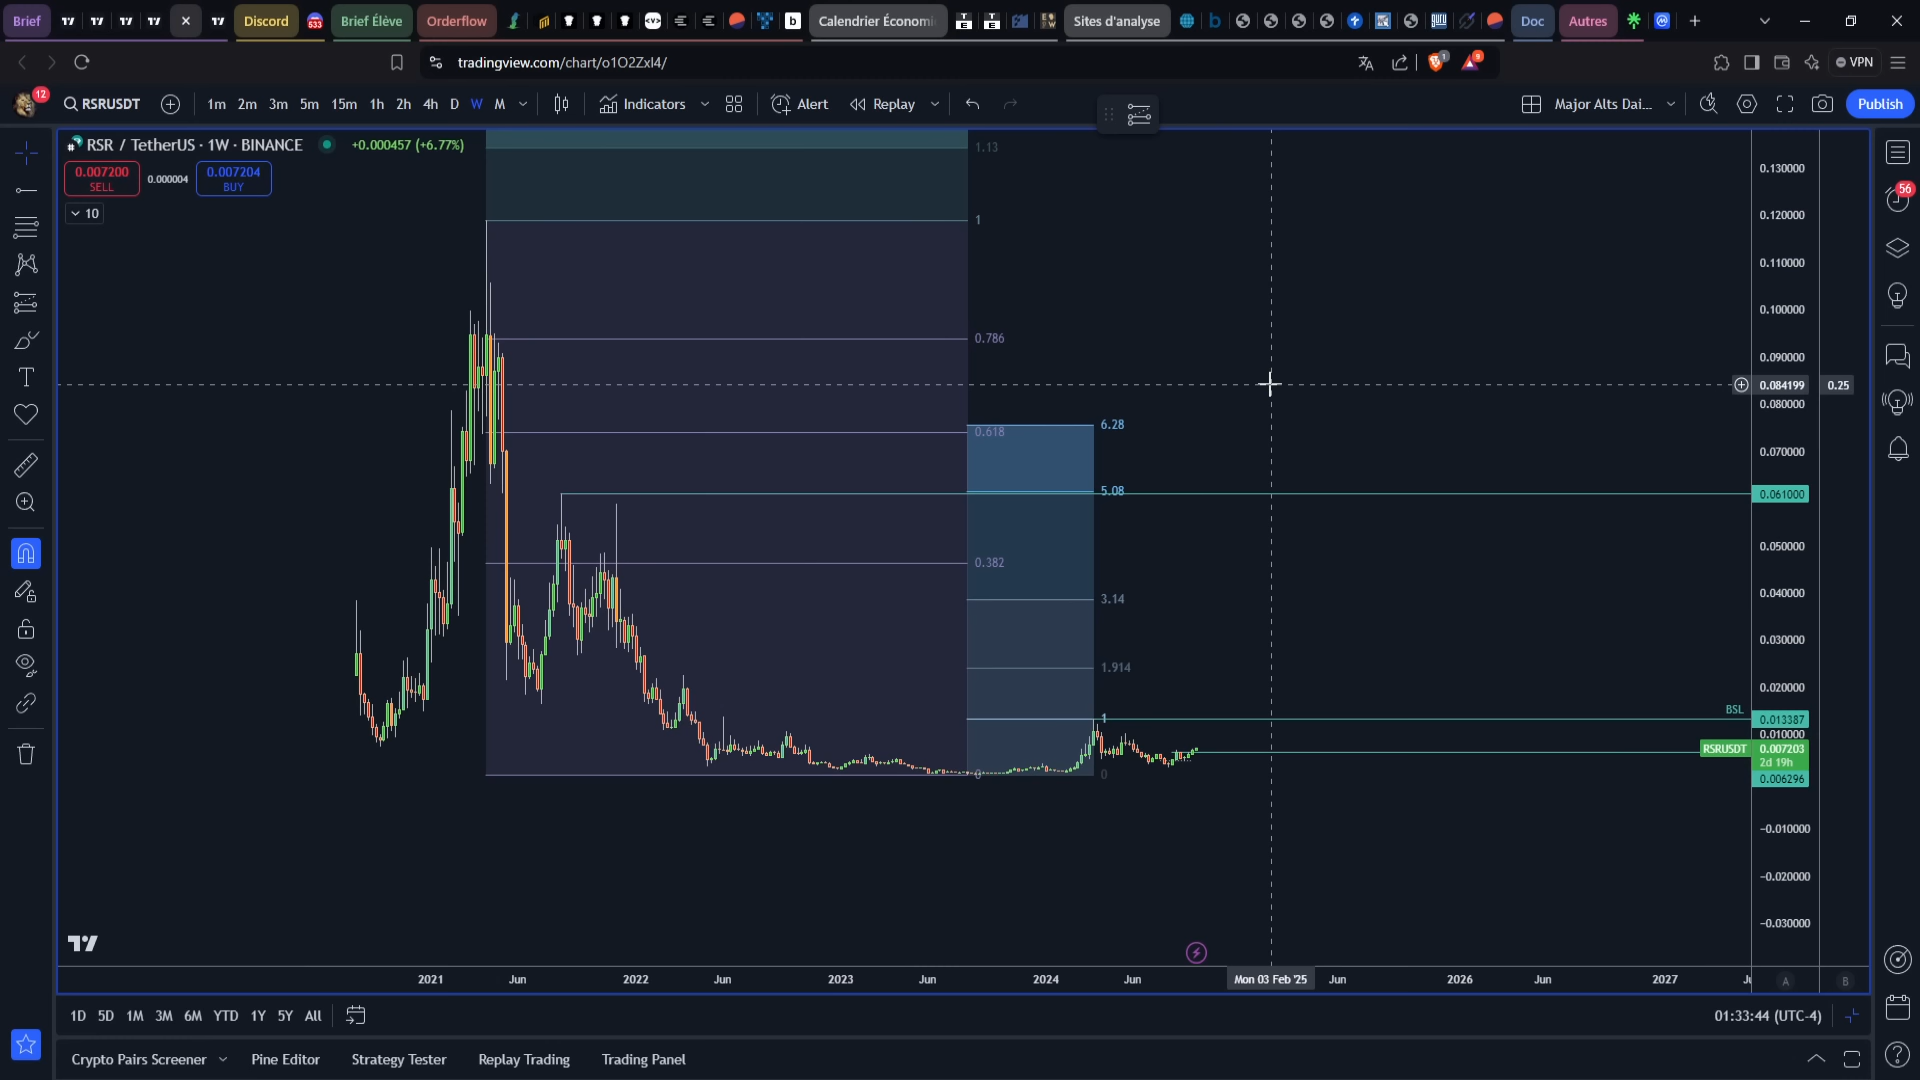 Brief
Discord
533
Brief Élève
Orderflow
Calendrier Économi
Sites d'analyse
Doc
Autres
tradingview.com/chart/o1O2Zxl4/
1
9
VPN
12
RSRUSDT
1m 2m 3m 5m 15m 1h 2h 4h D W M
Indicators
Alert
Replay
Major Alts Dai...
Publish
RSR / TetherUS · 1W · BINANCE
+0.000457 (+6.77%)
0.007200
SELL
0.000004
0.007204
BUY
10
56
1.13
1
0.786
0.618
0.382
0
6.28
5.08
3.14
1.914
1
0
BSL
0.130000
0.120000
0.110000
0.100000
0.090000
0.084199
0.25
0.080000
0.070000
0.061000
0.050000
0.040000
0.030000
0.020000
0.013387
0.010000
RSRUSDT
0.007203
2d 19h
0.006296
−0.010000
−0.020000
−0.030000
2021 Jun 2022 Jun 2023 Jun 2024 Jun Mon 03 Feb '25 Jun 2026 Jun 2027
A
B
1D 5D 1M 3M 6M YTD 1Y 5Y All
01:33:44 (UTC-4)
Crypto Pairs Screener
Pine Editor
Strategy Tester
Replay Trading
Trading Panel